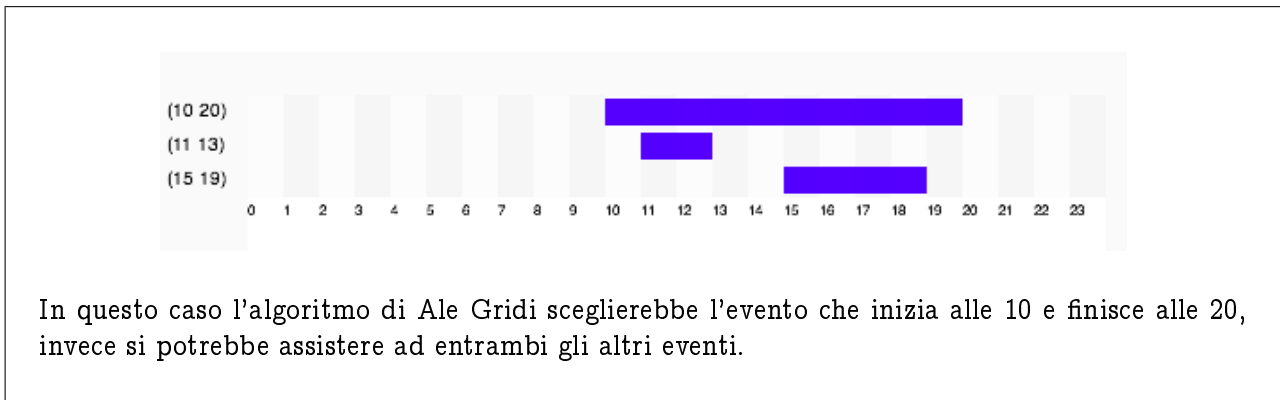 (10 20)
(11 13)
(15 19)
0 1 2 3 4 5 6 7 8 9 10 11 12 13 14 15 16 17 18 19 20 21 22 23
In questo caso l'algoritmo di Ale Gridi sceglierebbe l'evento che inizia alle 10 e finisce alle 20,
invece si potrebbe assistere ad entrambi gli altri eventi.